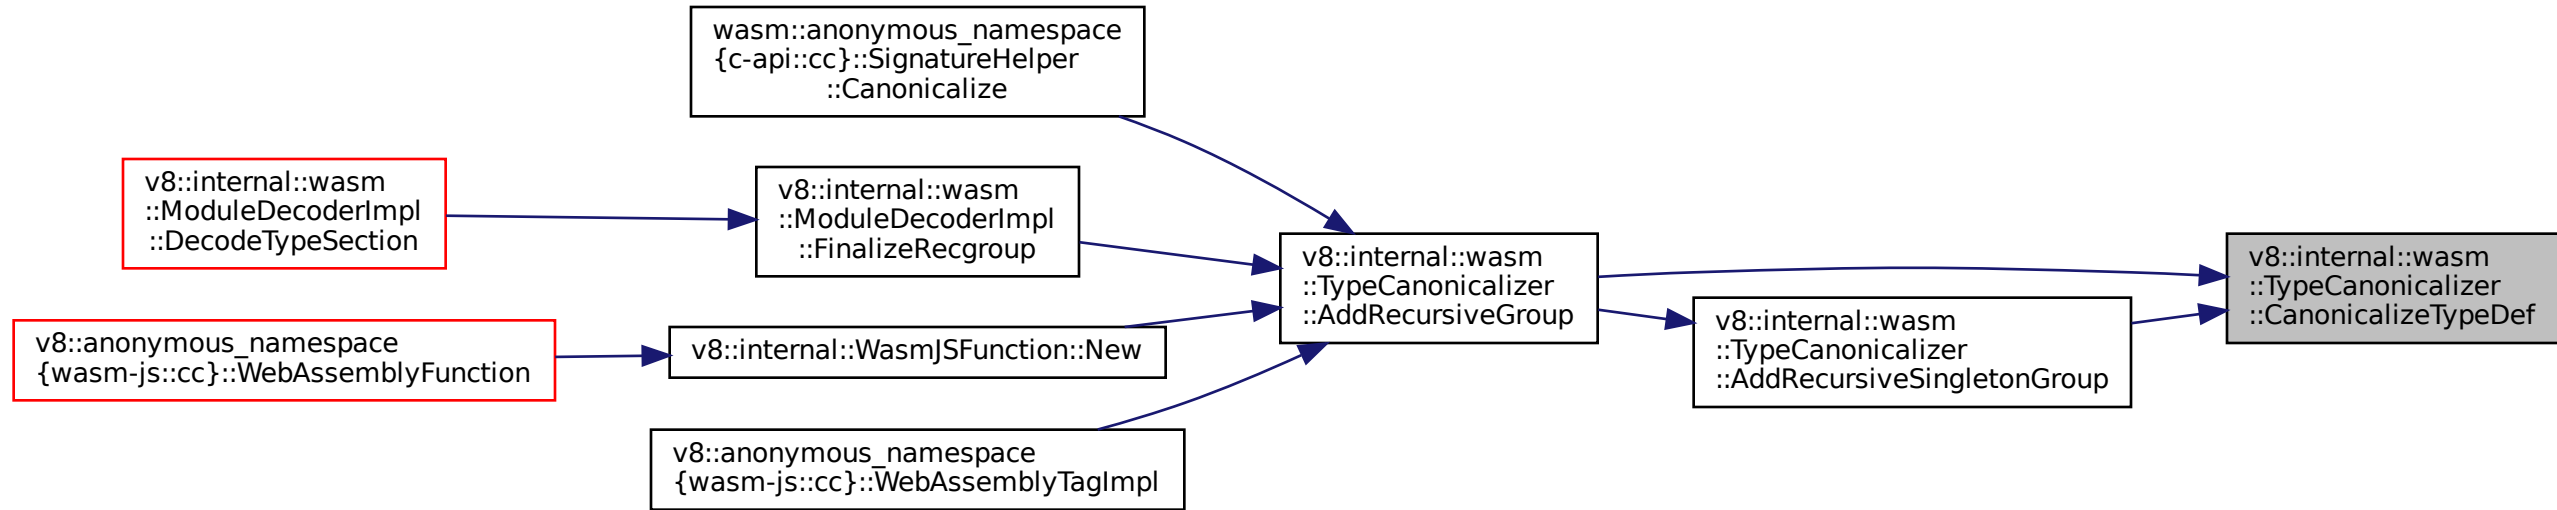 wasm::anonymous_namespace
{c-api::cc}::SignatureHelper
::Canonicalize
v8::internal::wasm
::ModuleDecoderImpl
::DecodeTypeSection
v8::internal::wasm
::ModuleDecoderImpl
::FinalizeRecgroup
v8::anonymous_namespace
{wasm-js::cc}::WebAssemblyFunction
v8::internal::WasmJSFunction::New
v8::anonymous_namespace
{wasm-js::cc}::WebAssemblyTagImpl
v8::internal::wasm
::TypeCanonicalizer
::AddRecursiveGroup
v8::internal::wasm
::TypeCanonicalizer
::AddRecursiveSingletonGroup
v8::internal::wasm
::TypeCanonicalizer
::CanonicalizeTypeDef